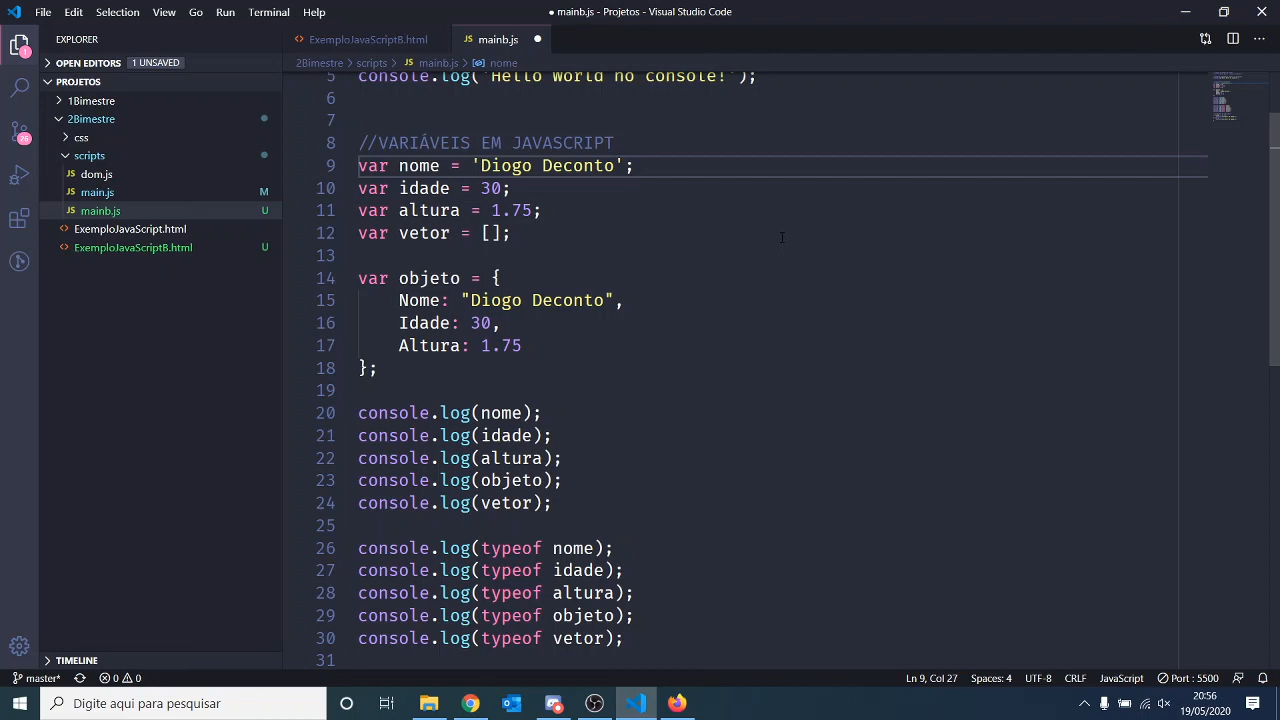 File Edit Selection View Go Run Terminal Help
● mainb.js - Projetos - Visual Studio Code
EXPLORER
OPEN EDITORS 1 UNSAVED
PROJETOS
1Bimestre
2Bimestre
css
scripts
dom.js
main.js M
mainb.js U
ExemploJavaScript.html
ExemploJavaScriptB.html U
TIMELINE
1
26
ExemploJavaScriptB.html mainb.js ●
2Bimestre > scripts > mainb.js > nome
5 console.log('Hello World no console!');
6
7
8 //VARIÁVEIS EM JAVASCRIPT
9 var nome = 'Diogo Deconto';
10 var idade = 30;
11 var altura = 1.75;
12 var vetor = [];
13
14 var objeto = {
15     Nome: "Diogo Deconto",
16     Idade: 30,
17     Altura: 1.75
18 };
19
20 console.log(nome);
21 console.log(idade);
22 console.log(altura);
23 console.log(objeto);
24 console.log(vetor);
25
26 console.log(typeof nome);
27 console.log(typeof idade);
28 console.log(typeof altura);
29 console.log(typeof objeto);
30 console.log(typeof vetor);
31
master* 0 0 Ln 9, Col 27 Spaces: 4 UTF-8 CRLF JavaScript Port : 5500
Digite aqui para pesquisar
20:56
19/05/2020